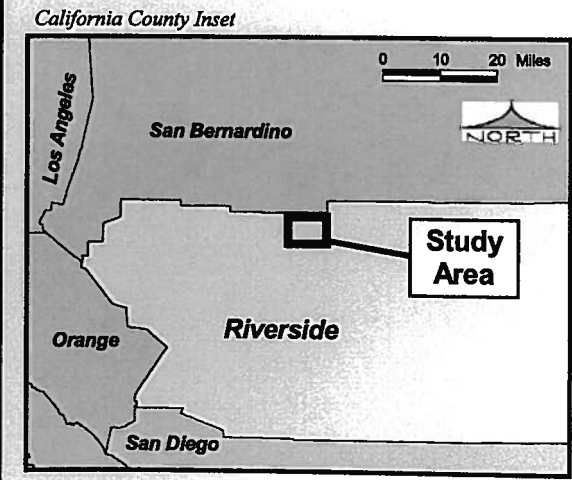 California County Inset
0 10 20 Miles
Los Angeles
San Bernardino
NORTH
Study
Area
Riverside
Orange
San Diego